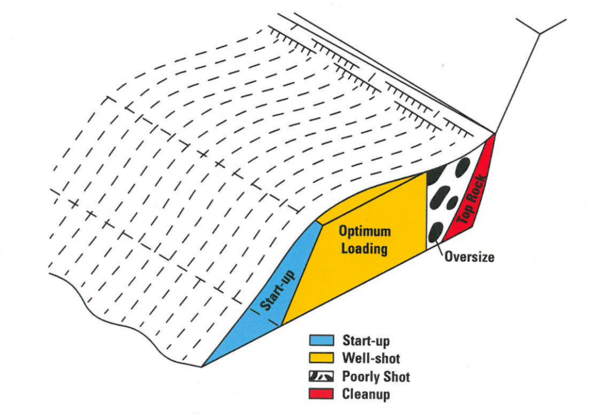 Optimum
Loading
Top Rock
Oversize
Start-up
Start-up
Well-shot
Poorly Shot
Cleanup